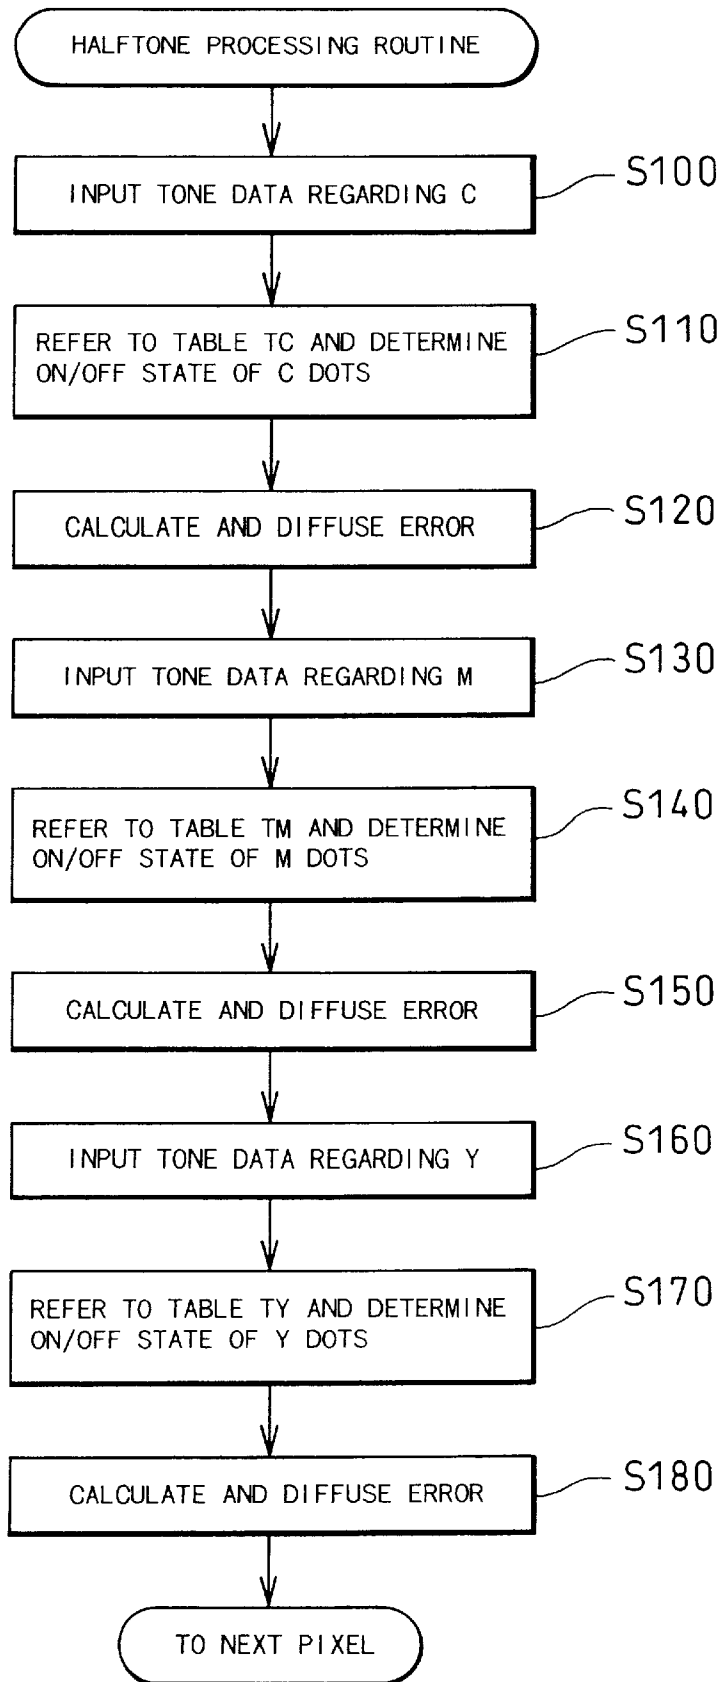 HALFTONE PROCESSING ROUTINE
INPUT TONE DATA REGARDING C
S100
REFER TO TABLE TC AND DETERMINE
ON/OFF STATE OF C DOTS
S110
CALCULATE AND DIFFUSE ERROR
S120
INPUT TONE DATA REGARDING M
S130
REFER TO TABLE TM AND DETERMINE
ON/OFF STATE OF M DOTS
S140
CALCULATE AND DIFFUSE ERROR
S150
INPUT TONE DATA REGARDING Y
S160
REFER TO TABLE TY AND DETERMINE
ON/OFF STATE OF Y DOTS
S170
CALCULATE AND DIFFUSE ERROR
S180
TO NEXT PIXEL